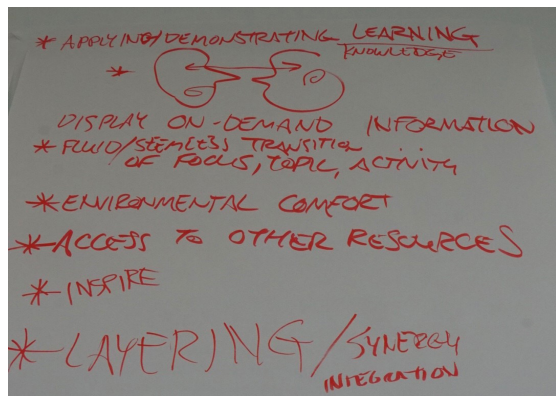 * APPLYING/DEMONSTRATING LEARNING
KNOWLEDGE
*
DISPLAY ON-DEMAND INFORMATION
* FLUID/SEEMLESS TRANSITION
OF FOCUS, TOPIC, ACTIVITY
* ENVIRONMENTAL COMFORT
* ACCESS TO OTHER RESOURCES
* INSPIRE
* LAYERING/SYNERGY
INTEGRATION